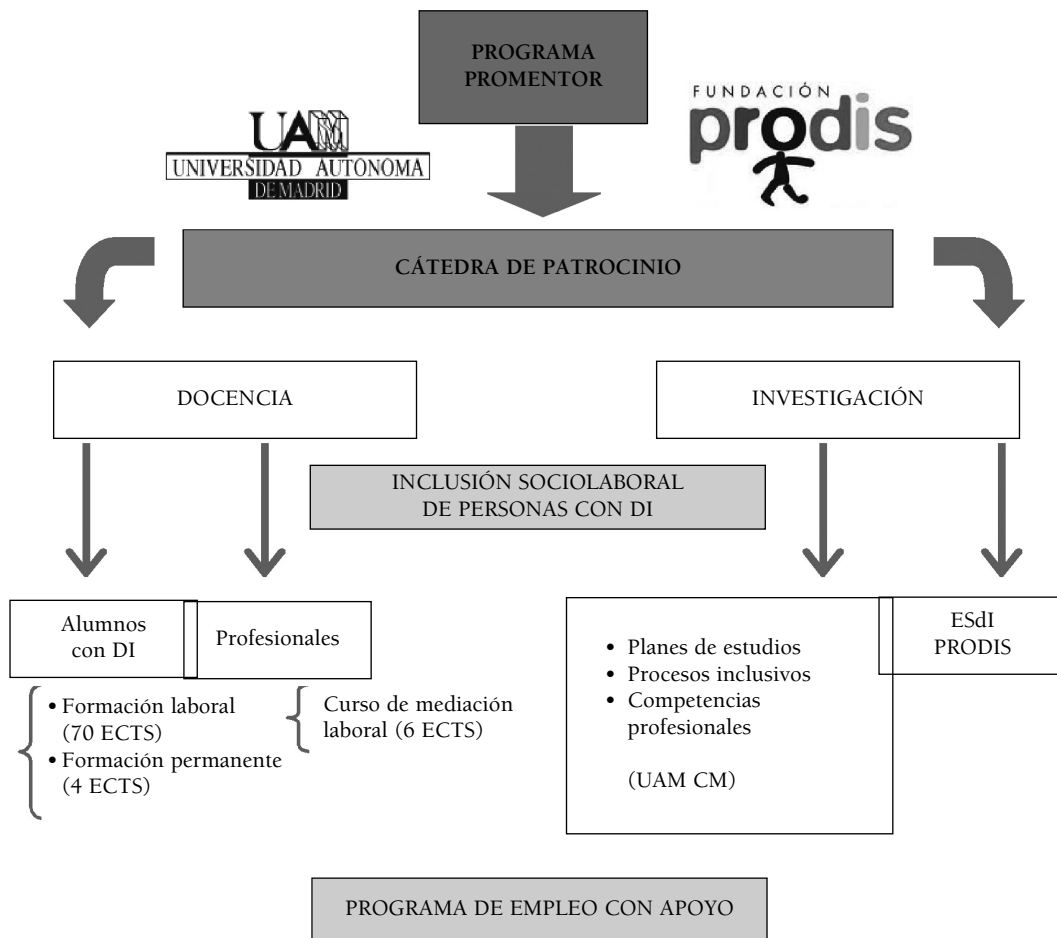 PROGRAMA
PROMENTOR
UAM
UNIVERSIDAD AUTONOMA
DE MADRID
FUNDACIÓN
prodis
CÁTEDRA DE PATROCINIO
DOCENCIA
INVESTIGACIÓN
INCLUSIÓN SOCIOLABORAL
DE PERSONAS CON DI
Alumnos
con DI
Profesionales
• Formación laboral
(70 ECTS)
• Formación permanente
(4 ECTS)
Curso de mediación
laboral (6 ECTS)
• Planes de estudios
• Procesos inclusivos
• Competencias
profesionales
(UAM CM)
ESdI
PRODIS
PROGRAMA DE EMPLEO CON APOYO